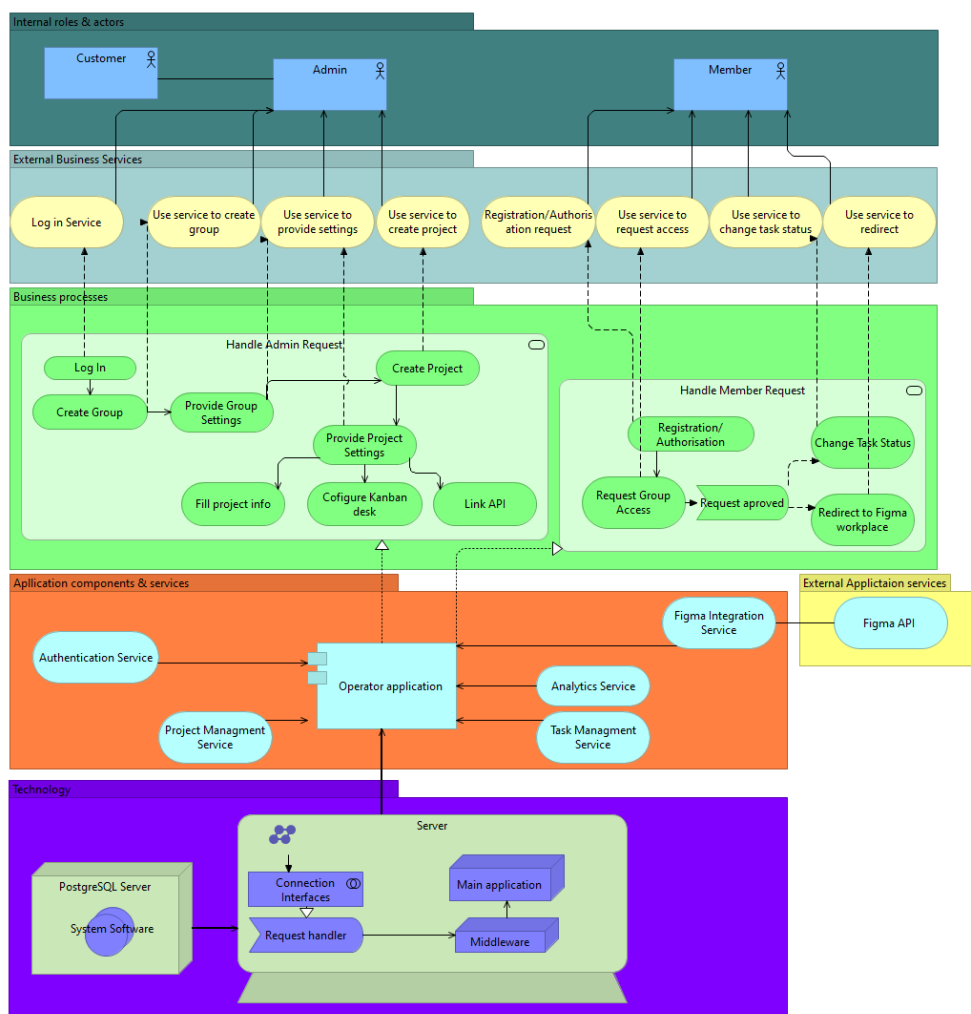 Internal roles & actors
Customer
Admin
Member
External Business Services
Log in Service
Use service to create
group
Use service to
provide settings
Use service to
create project
Registration/Authoris
ation request
Use service to
request access
Use service to
change task status
Use service to
redirect
Business processes
Handle Admin Request
Log In
Create Group
Provide Group
Settings
Create Project
Provide Project
Settings
Fill project info
Cofigure Kanban
desk
Link API
Handle Member Request
Registration/
Authorisation
Request Group
Access
Request aproved
Change Task Status
Redirect to Figma
workplace
Apllication components & services
Authentication Service
Project Managment
Service
Operator application
Figma Integration
Service
Analytics Service
Task Managment
Service
External Applictaion services
Figma API
Technology
PostgreSQL Server
System Software
Server
Connection
Interfaces
Request handler
Main application
Middleware